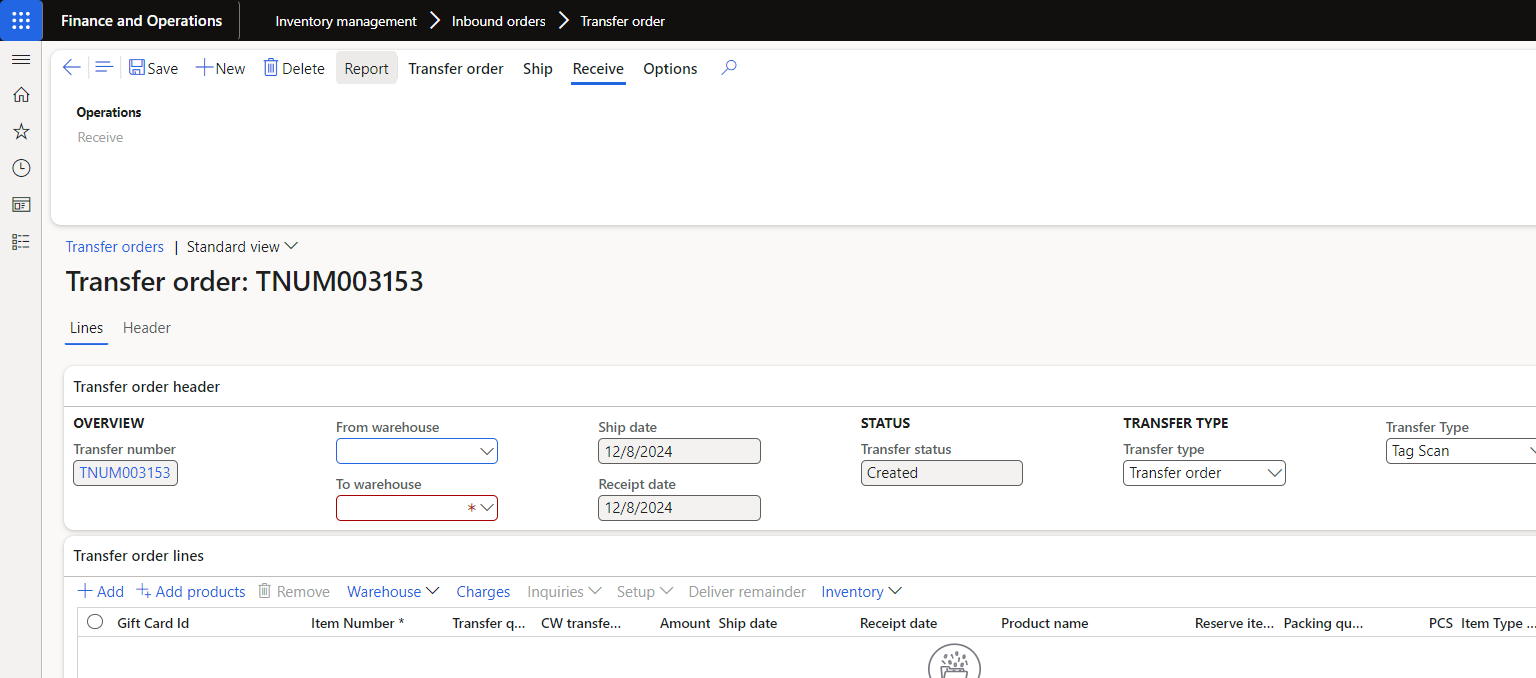 Finance and Operations
Inventory management > Inbound orders > Transfer order
Save New Delete Report Transfer order Ship Receive Options
Operations
Receive
Transfer orders | Standard view
Transfer order: TNUM003153
Lines Header
Transfer order header
OVERVIEW
Transfer number
TNUM003153
From warehouse
To warehouse
*
Ship date
12/8/2024
Receipt date
12/8/2024
STATUS
Transfer status
Created
TRANSFER TYPE
Transfer type
Transfer order
Transfer Type
Tag Scan
Transfer order lines
Add Add products Remove Warehouse Charges Inquiries Setup Deliver remainder Inventory
Gift Card Id Item Number * Transfer q... CW transfe... Amount Ship date Receipt date Product name Reserve ite... Packing qu... PCS Item Type ...